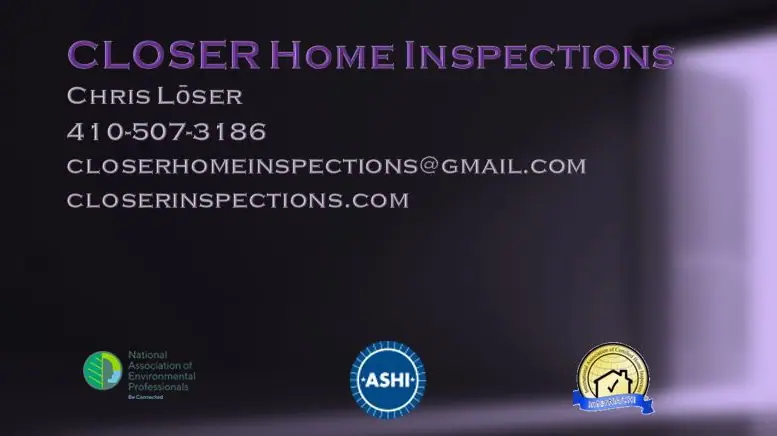 CLOSER HOME INSPECTIONS
CHRIS LŌSER
410-507-3186
CLOSERHOMEINSPECTIONS@GMAIL.COM
CLOSERINSPECTIONS.COM
National
Association of
Environmental
Professionals
Be Connected
·ASHI·